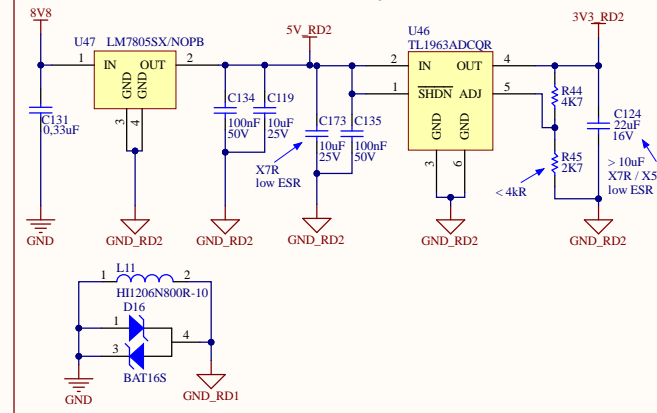 8V8
5V_RD2
3V3_RD2
U47 LM7805SX/NOPB
U46
TL1963ADCQR
1 IN OUT 2
GND
GND
3 4
2 IN OUT 4
1 SHDN ADJ 5
GND
GND
3 6
C131
0,33uF
C134
100nF
50V
C119
10uF
25V
C173
10uF
25V
C135
100nF
50V
X7R
low ESR
R44
4K7
R45
2K7
< 4kR
C124
22uF
16V
> 10uF
X7R / X5
low ESR
GND
GND_RD2
GND_RD2
GND_RD2
GND_RD2
GND_RD2
L11
1 2
HI1206N800R-10
D16
1
3
4
BAT16S
GND
GND_RD1